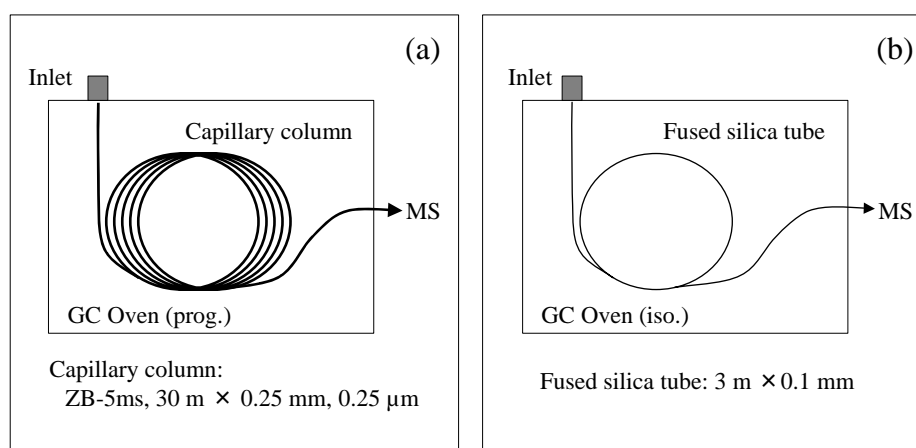 (a)
Inlet
Capillary column
MS
GC Oven (prog.)
Capillary column:
ZB-5ms, 30 m × 0.25 mm, 0.25 μm
(b)
Inlet
Fused silica tube
MS
GC Oven (iso.)
Fused silica tube: 3 m × 0.1 mm